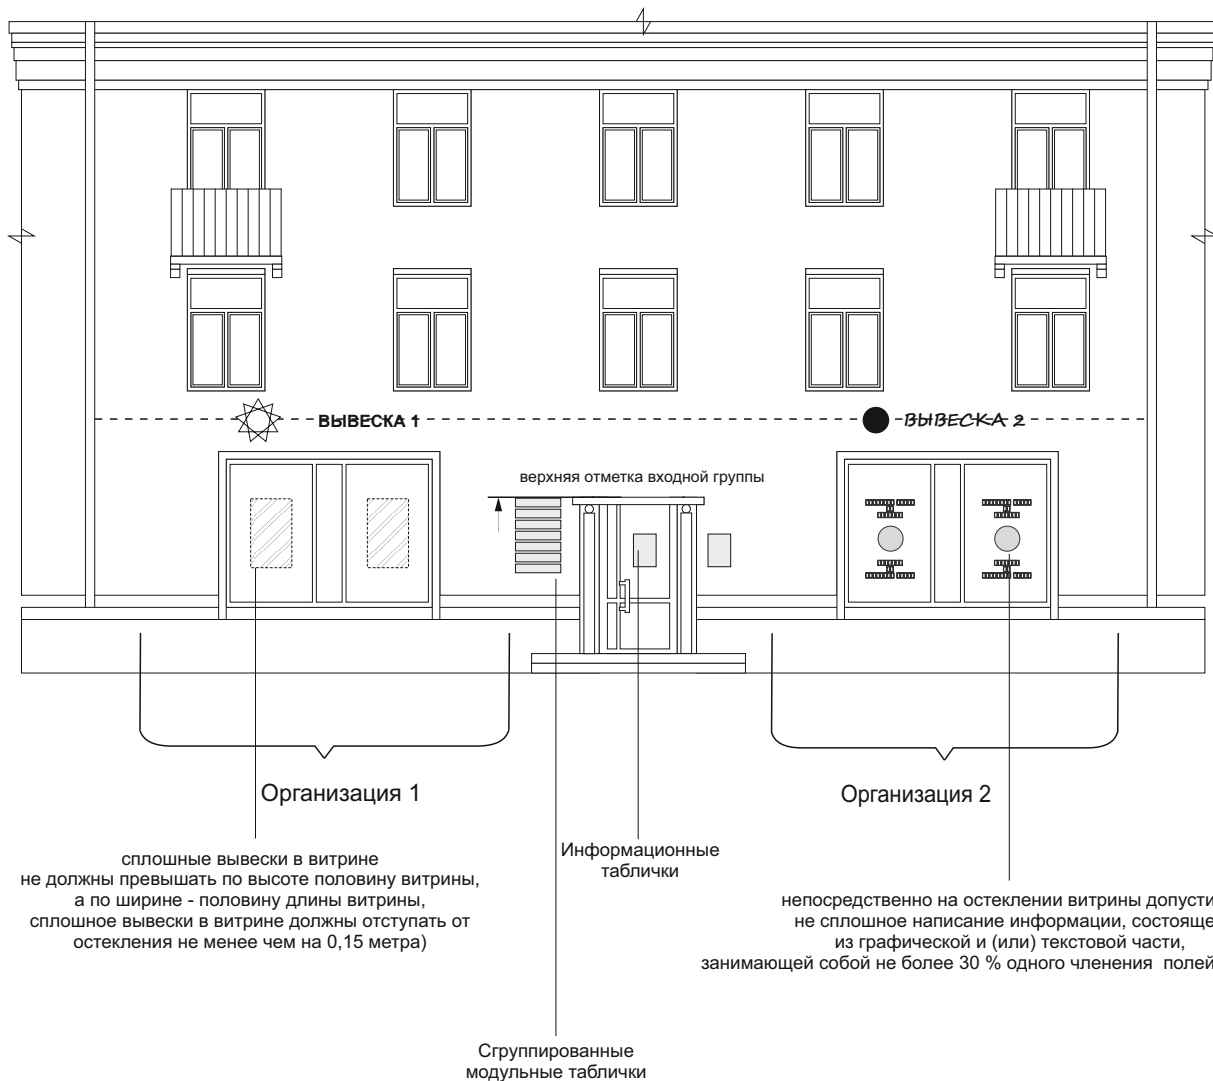 ВЫВЕСКА 1
ВЫВЕСКА 2
верхняя отметка входной группы
Организация 1
Организация 2
сплошные вывески в витрине
не должны превышать по высоте половину витрины,
а по ширине - половину длины витрины,
сплошное вывески в витрине должны отступать от
остекления не менее чем на 0,15 метра)
Информационные
таблички
непосредственно на остеклении витрины допусти
не сплошное написание информации, состояще
из графической и (или) текстовой части,
занимающей собой не более 30 % одного членения полей
Сгруппированные
модульные таблички